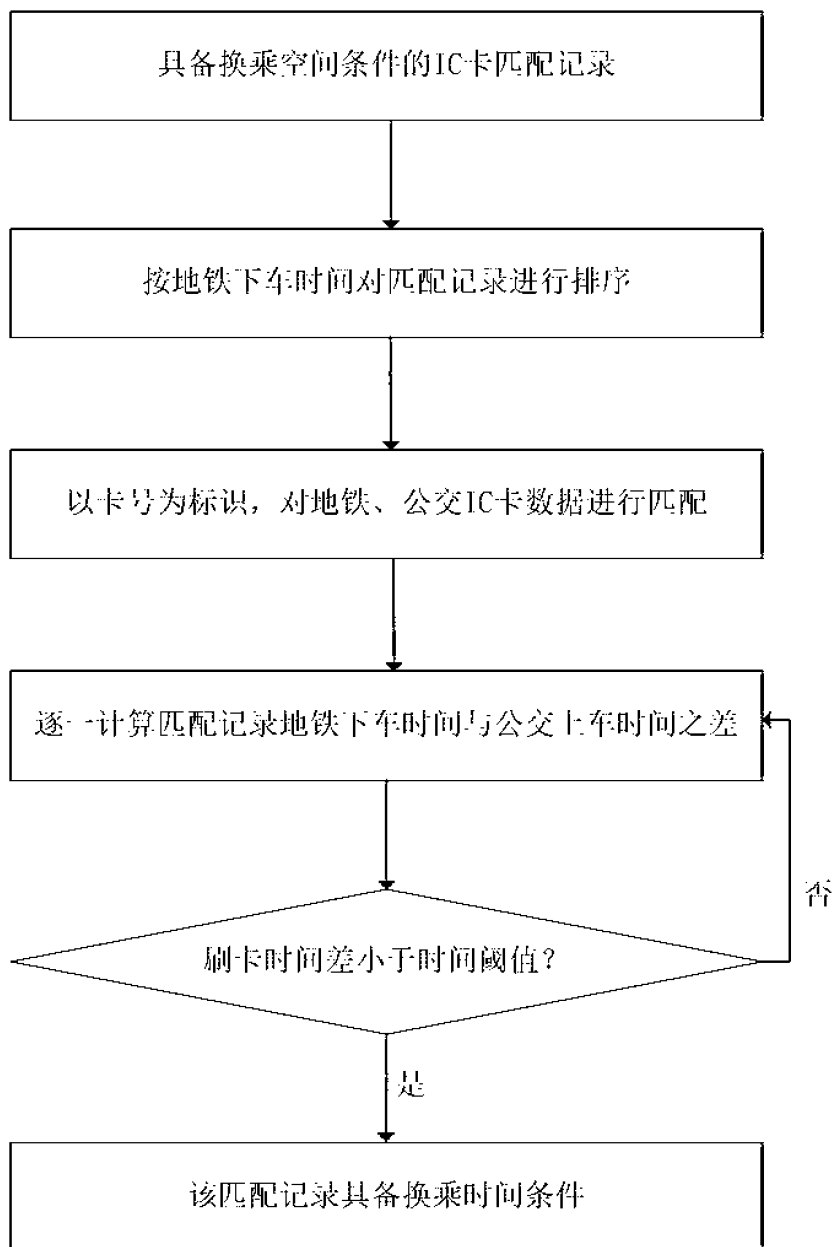 具备换乘空间条件的IC卡匹配记录
按地铁下车时间对匹配记录进行排序
以卡号为标识，对地铁、公交IC卡数据进行匹配
逐一计算匹配记录地铁下车时间与公交上车时间之差
否
刷卡时间差小于时间阈值？
是
该匹配记录具备换乘时间条件